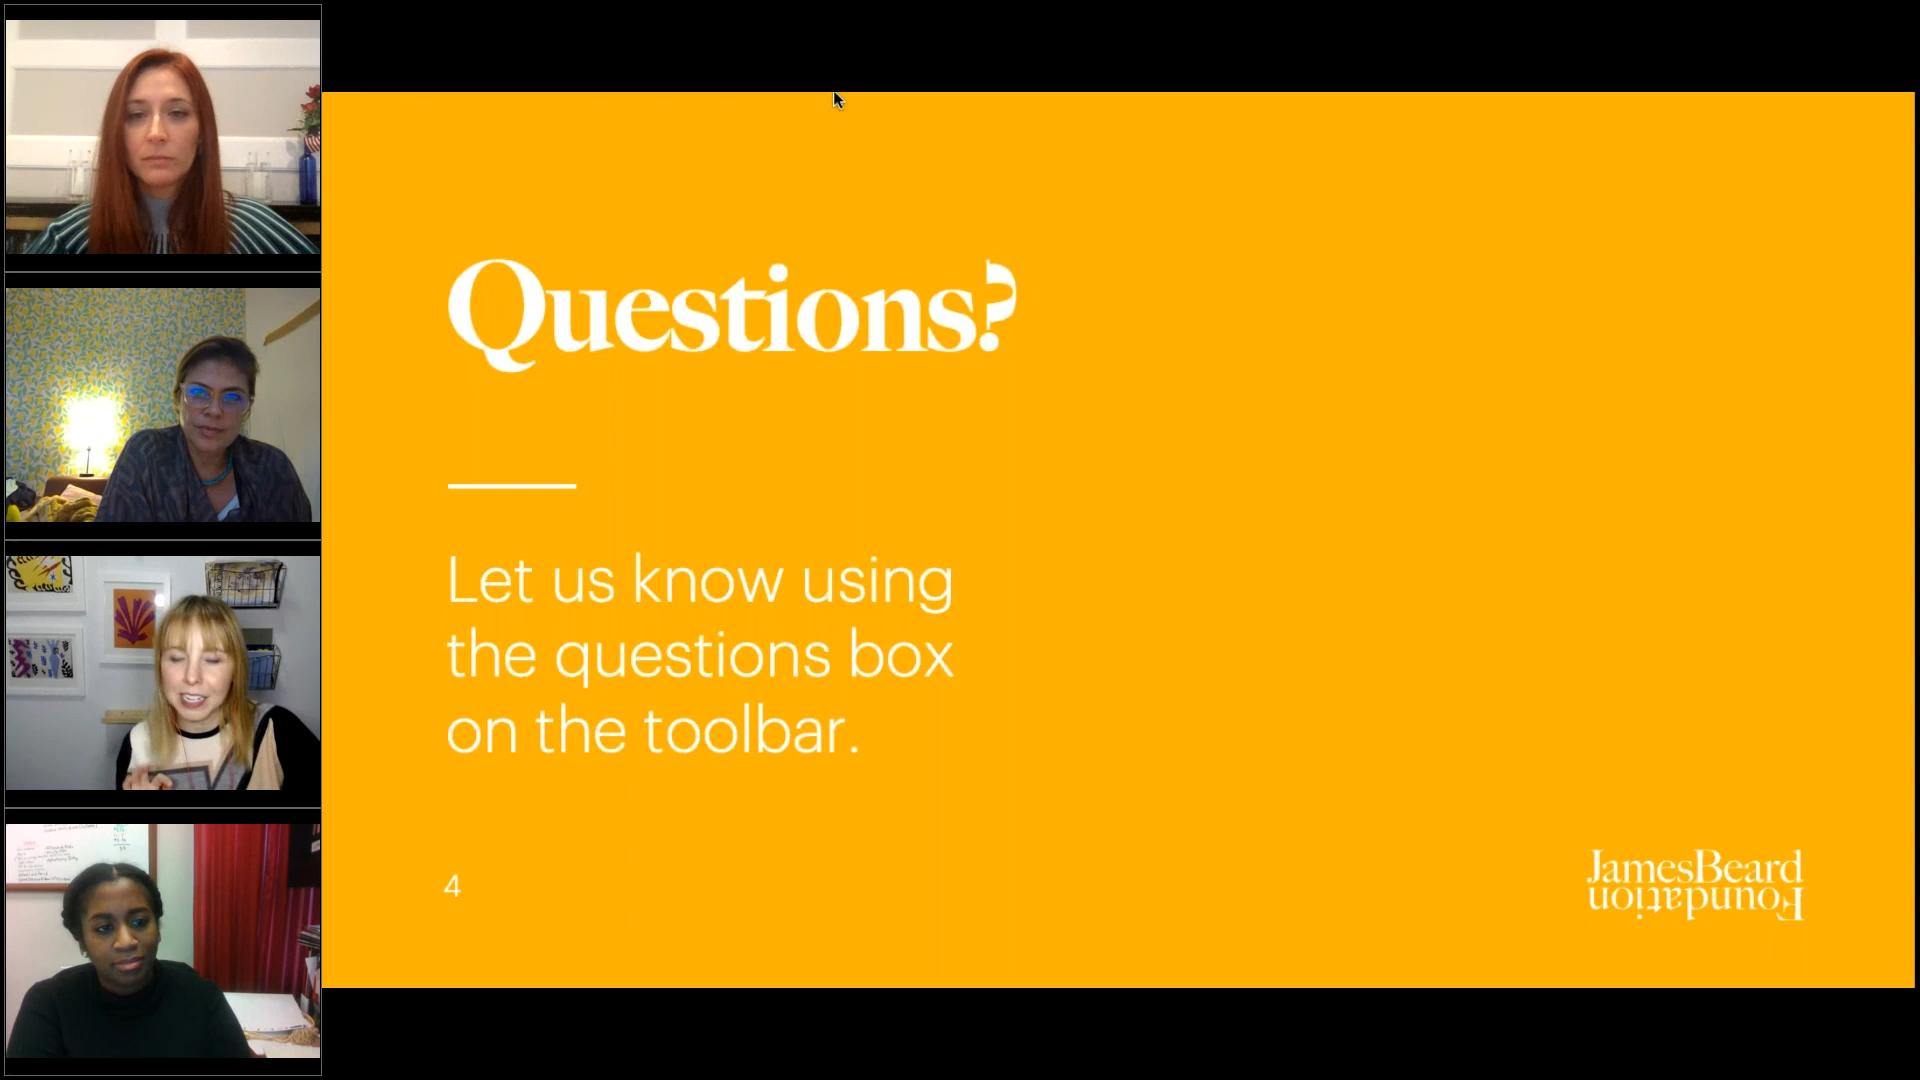 Questions?
Let us know using
the questions box
on the toolbar.
4
JamesBeard
Foundation